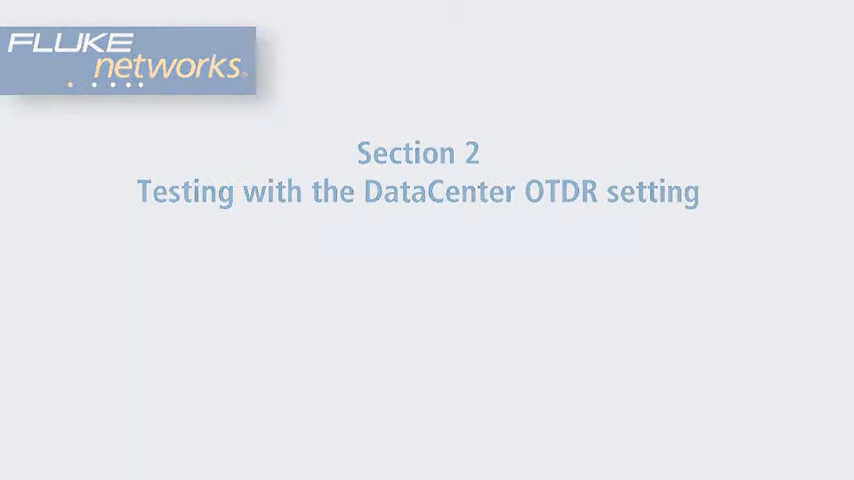 FLUKE
networks®
Section 2
Testing with the DataCenter OTDR setting